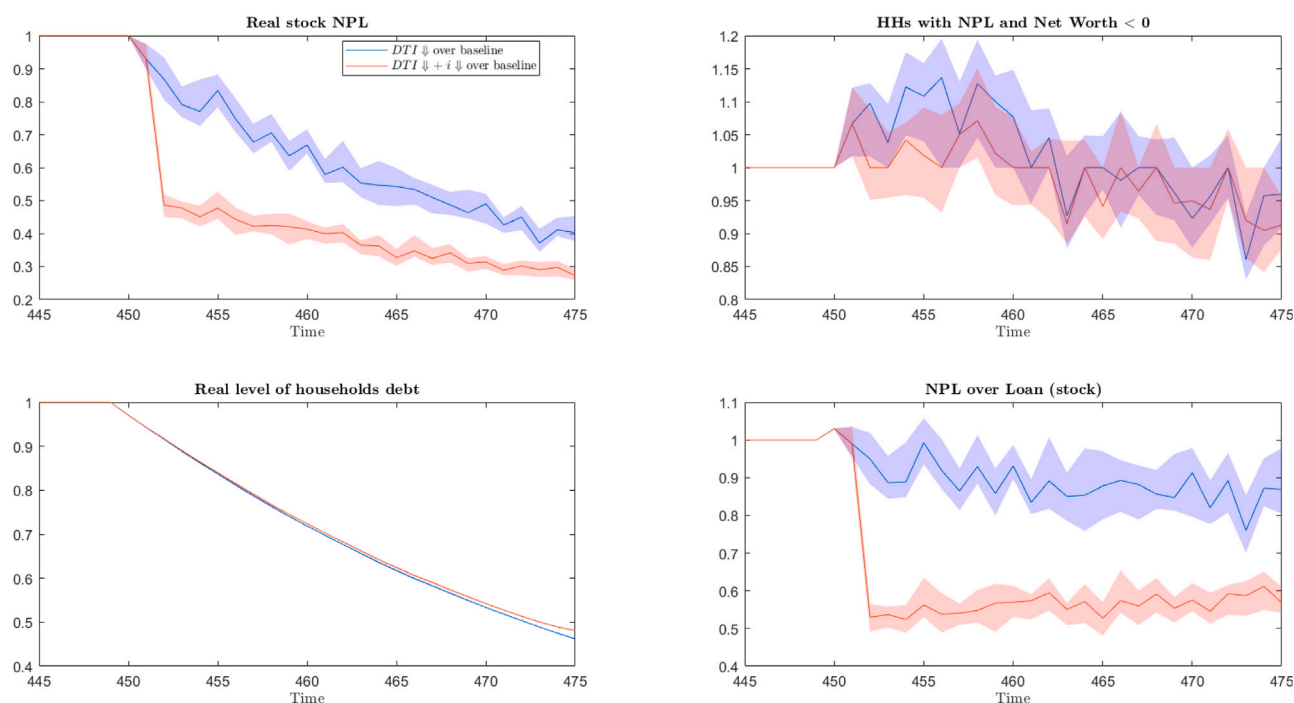 Real stock NPL
1
0.9
0.8
0.7
0.6
0.5
0.4
0.3
0.2
445 450 455 460 465 470 475
Time
DTI ⇓ over baseline
DTI ⇓ + i ⇓ over baseline
HHs with NPL and Net Worth < 0
1.2
1.15
1.1
1.05
1
0.95
0.9
0.85
0.8
445 450 455 460 465 470 475
Time
Real level of households debt
1
0.9
0.8
0.7
0.6
0.5
0.4
445 450 455 460 465 470 475
Time
NPL over Loan (stock)
1.1
1
0.9
0.8
0.7
0.6
0.5
0.4
445 450 455 460 465 470 475
Time